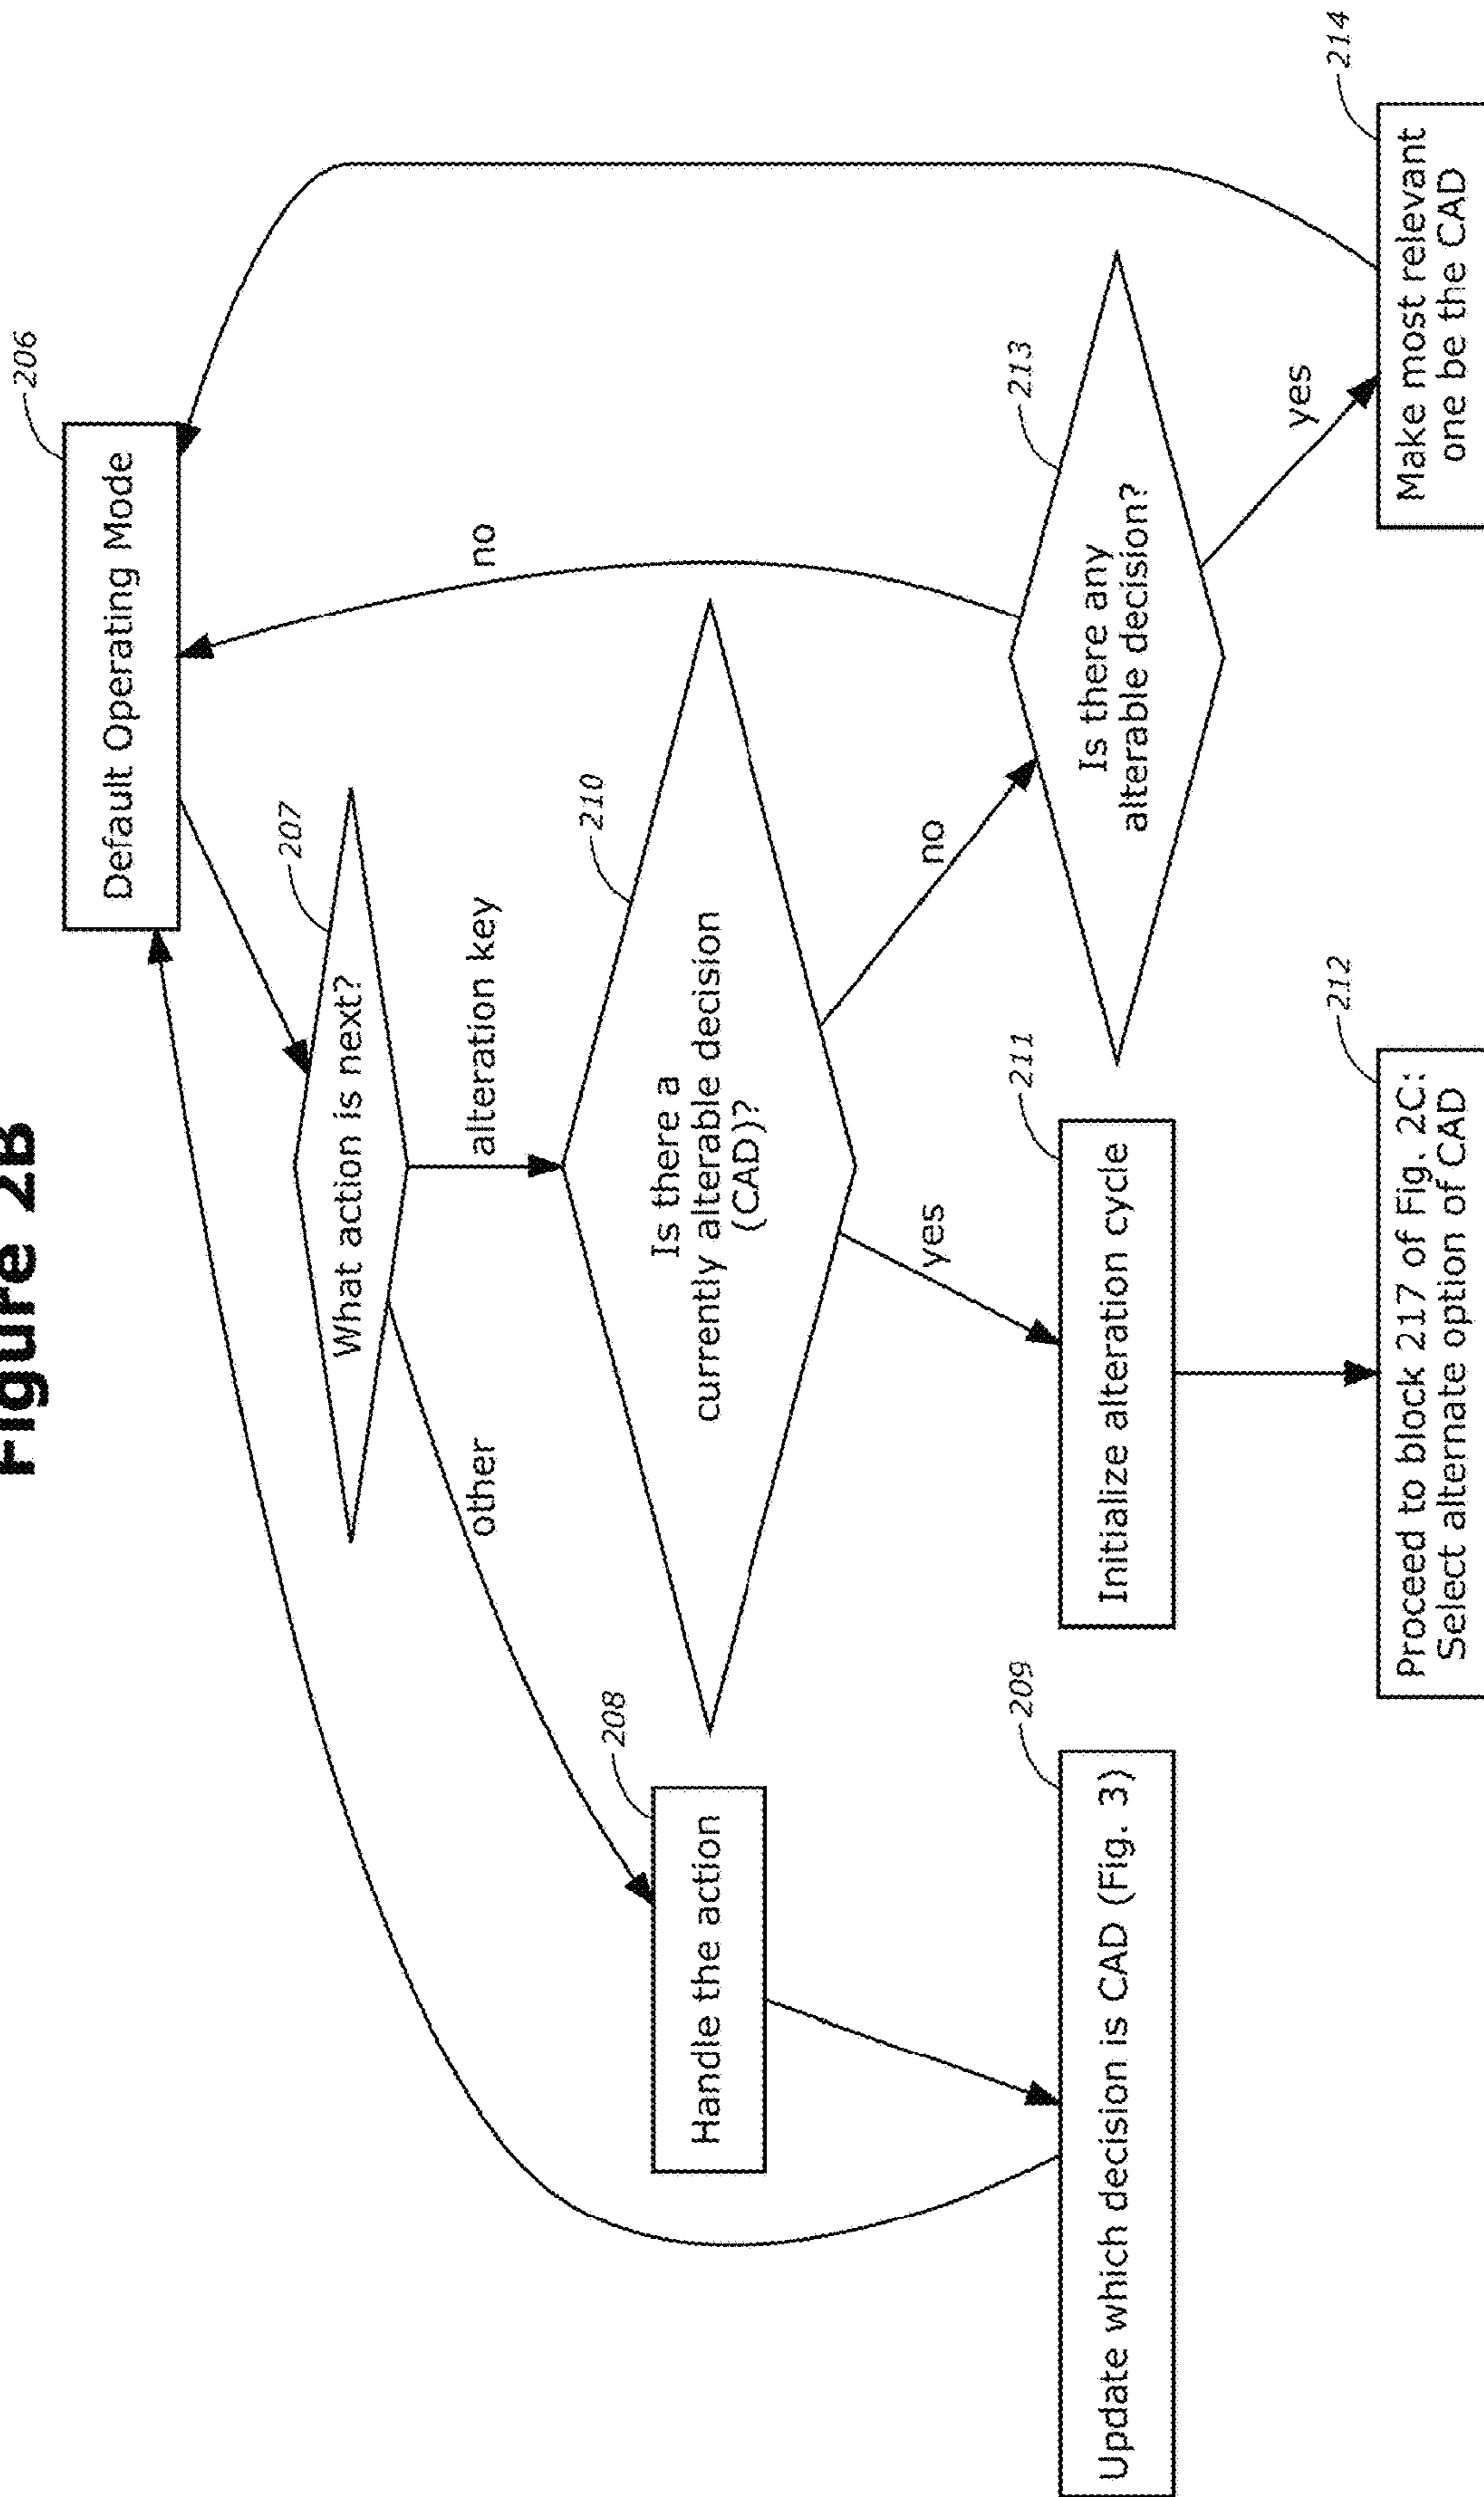 Figure 2B
206
Default Operating Mode
207
What action is next?
other
alteration key
no
208
Handle the action
210
Is there a
currently alterable decision
(CAD)?
yes
no
209
Update which decision is CAD (Fig. 3)
211
Initialize alteration cycle
213
Is there any
alterable decision?
yes
212
Proceed to block 217 of Fig. 2C:
Select alternate option of CAD
214
Make most relevant
one be the CAD